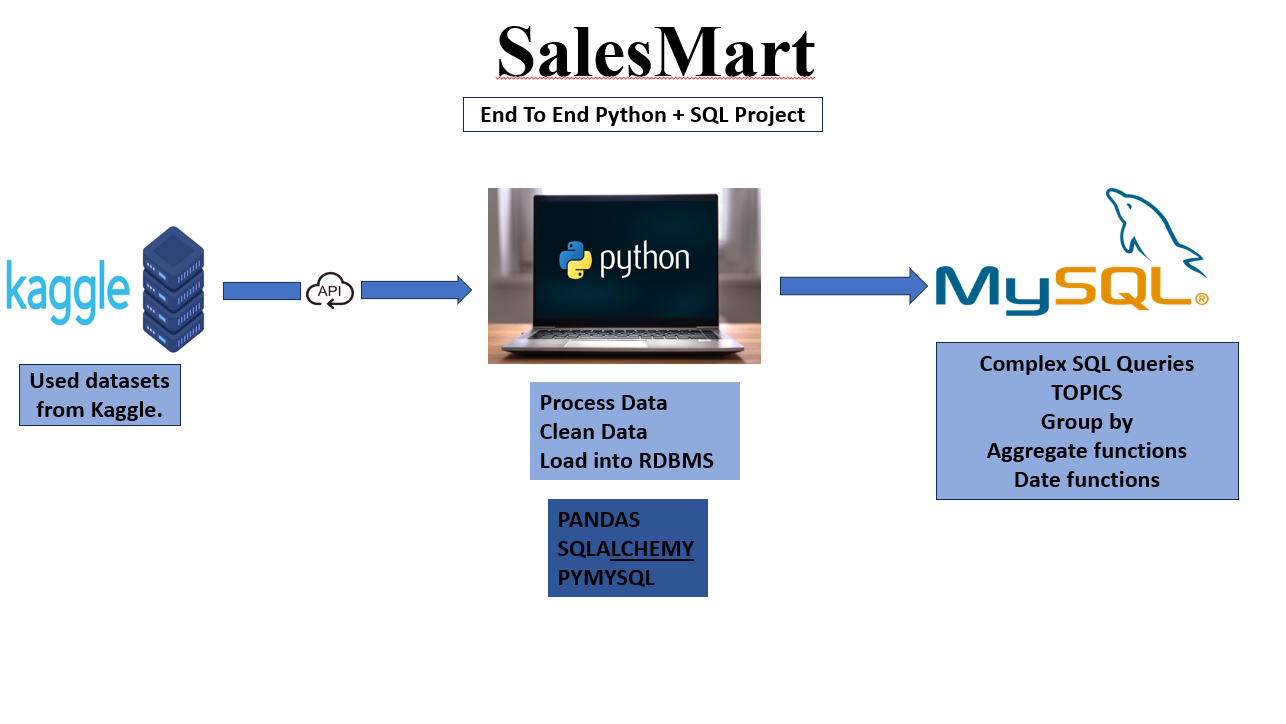 SalesMart
End To End Python + SQL Project
kaggle
API
python
MySQL®
Used datasets
from Kaggle.
Process Data
Clean Data
Load into RDBMS
PANDAS
SQLALCHEMY
PYMYSQL
Complex SQL Queries
TOPICS
Group by
Aggregate functions
Date functions